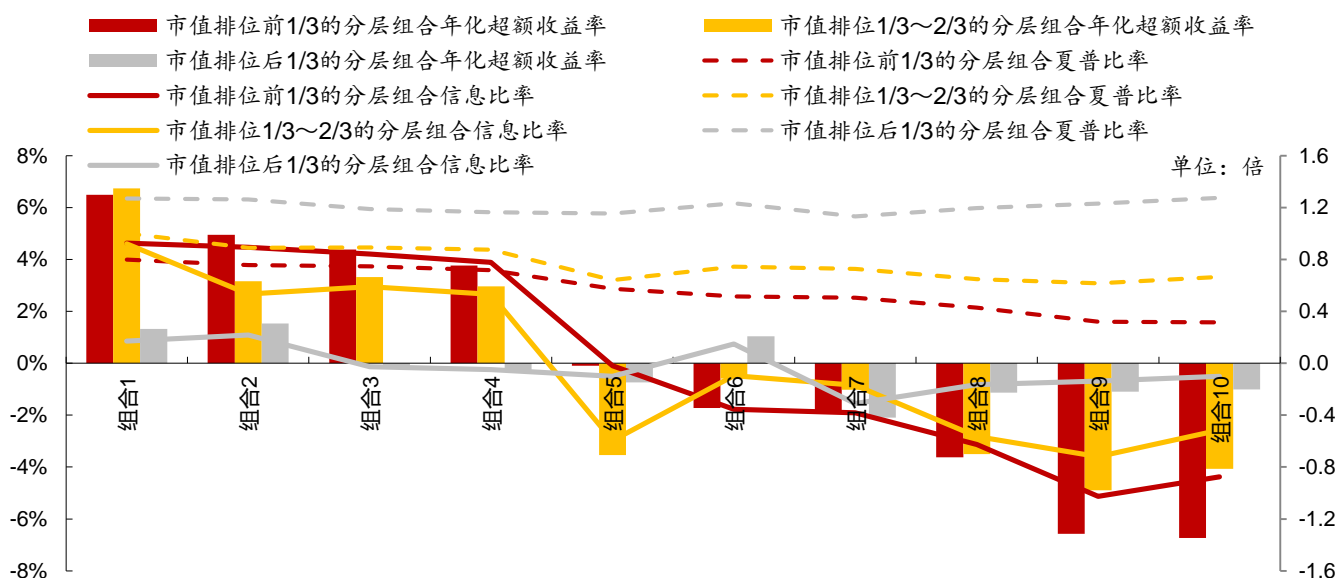 市值排位前1/3的分层组合年化超额收益率
市值排位1/3～2/3的分层组合年化超额收益率
市值排位后1/3的分层组合年化超额收益率
市值排位前1/3的分层组合夏普比率
市值排位前1/3的分层组合信息比率
市值排位1/3～2/3的分层组合夏普比率
市值排位1/3～2/3的分层组合信息比率
市值排位后1/3的分层组合夏普比率
市值排位后1/3的分层组合信息比率
单位：倍
8%
6%
4%
2%
0%
-2%
-4%
-6%
-8%
1.6
1.2
0.8
0.4
0.0
-0.4
-0.8
-1.2
-1.6
组合1
组合2
组合3
组合4
组合5
组合6
组合7
组合8
组合9
组合10